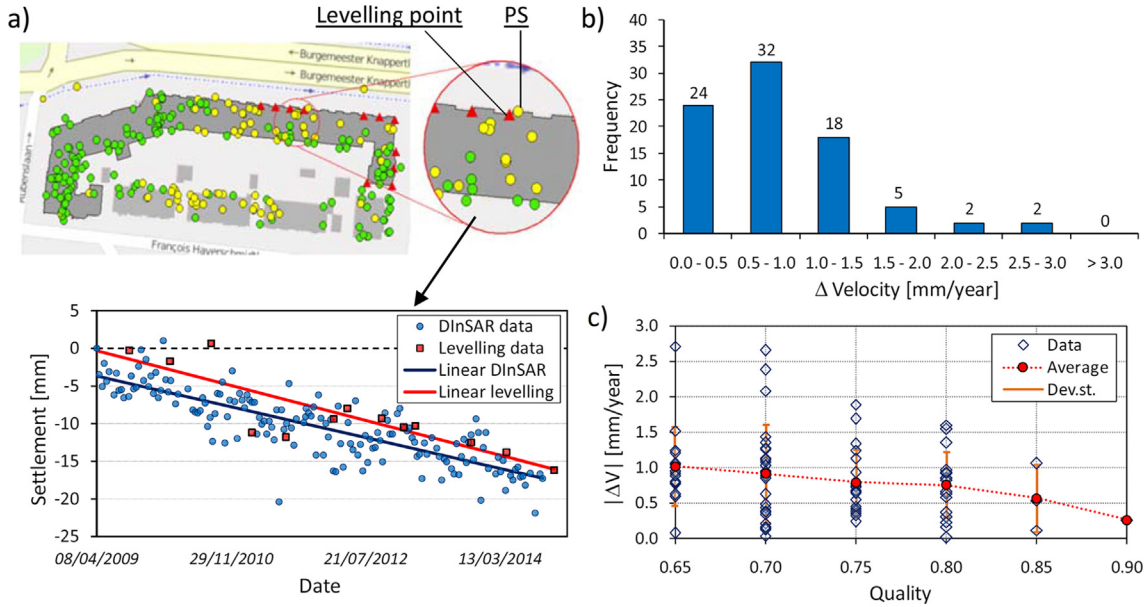 a)
Levelling point
PS
Burgemeester Knappertl
Burgemeester Knappertl
Rubenslaan
François Haverschmidt
Settlement [mm]
0
-5
-10
-15
-20
-25
DInSAR data
Levelling data
Linear DInSAR
Linear levelling
08/04/2009 29/11/2010 21/07/2012 13/03/2014
Date
b)
Frequency
40
35
30
25
20
15
10
5
0
24 32 18 5 2 2 0
0.0 - 0.5 0.5 - 1.0 1.0 - 1.5 1.5 - 2.0 2.0 - 2.5 2.5 - 3.0 > 3.0
Δ Velocity [mm/year]
c)
|ΔV| [mm/year]
3.0
2.5
2.0
1.5
1.0
0.5
0.0
Data
Average
Dev.st.
0.65 0.70 0.75 0.80 0.85 0.90
Quality